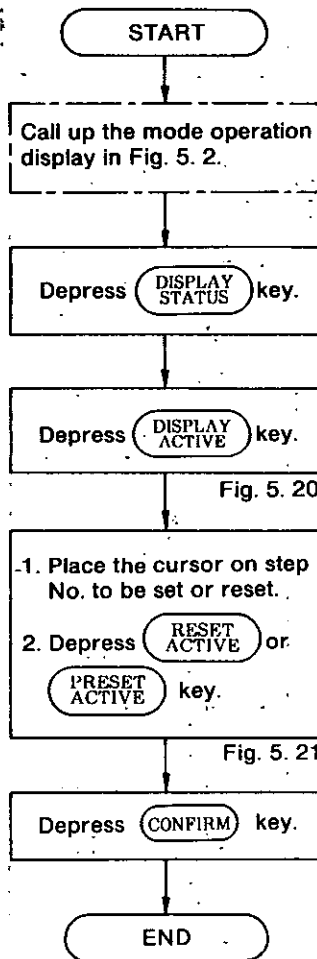 START
Call up the mode operation
display in Fig. 5. 2.
Depress DISPLAY STATUS key.
Depress DISPLAY ACTIVE key.
Fig. 5. 20
1. Place the cursor on step
No. to be set or reset.
2. Depress RESET ACTIVE or
PRESET ACTIVE key.
Fig. 5. 21
Depress CONFIRM key.
END